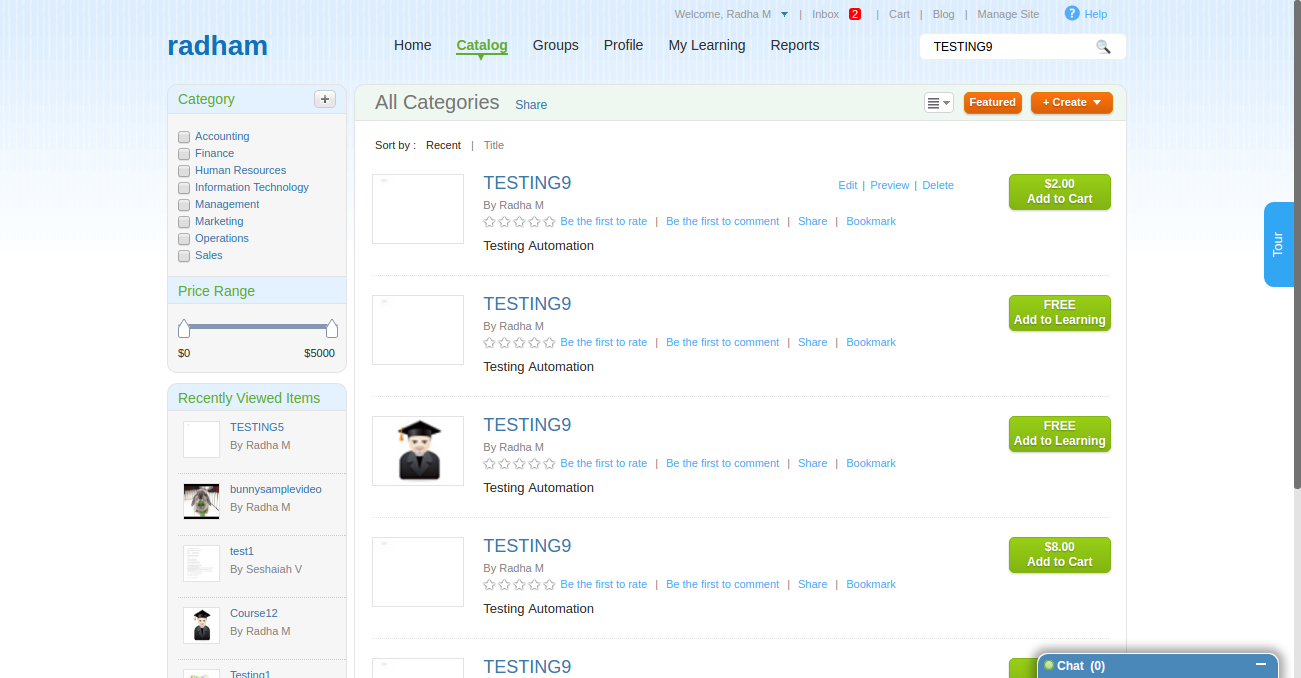 Welcome, Radha M | Inbox 2 | Cart | Blog | Manage Site ? Help
radham
Home Catalog Groups Profile My Learning Reports
TESTING9
Category +
Accounting
Finance
Human Resources
Information Technology
Management
Marketing
Operations
Sales
Price Range
$0 $5000
Recently Viewed Items
TESTING5
By Radha M
bunnysamplevideo
By Radha M
test1
By Seshaiah V
Course12
By Radha M
Testing1
All Categories Share Featured + Create
Sort by : Recent | Title
TESTING9 Edit | Preview | Delete
By Radha M
Be the first to rate | Be the first to comment | Share | Bookmark
Testing Automation
$2.00
Add to Cart
TESTING9
By Radha M
Be the first to rate | Be the first to comment | Share | Bookmark
Testing Automation
FREE
Add to Learning
TESTING9
By Radha M
Be the first to rate | Be the first to comment | Share | Bookmark
Testing Automation
FREE
Add to Learning
TESTING9
By Radha M
Be the first to rate | Be the first to comment | Share | Bookmark
Testing Automation
$8.00
Add to Cart
TESTING9
Tour
Chat (0)